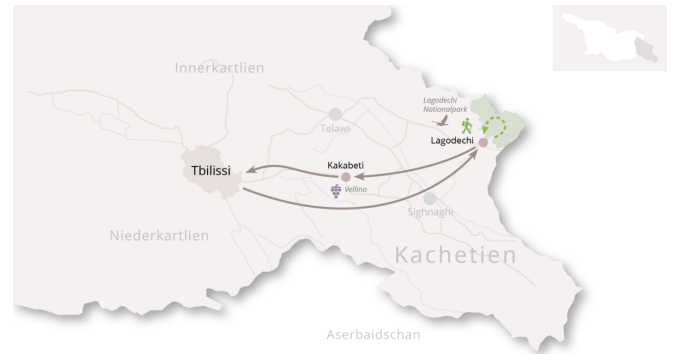 Innerkartlien
Lagodechi
Nationalpark
Telawi
Lagodechi
Kakabeti
Tbilissi
Vellino
Sighnaghi
Niederkartlien
Kachetien
Aserbaidschan